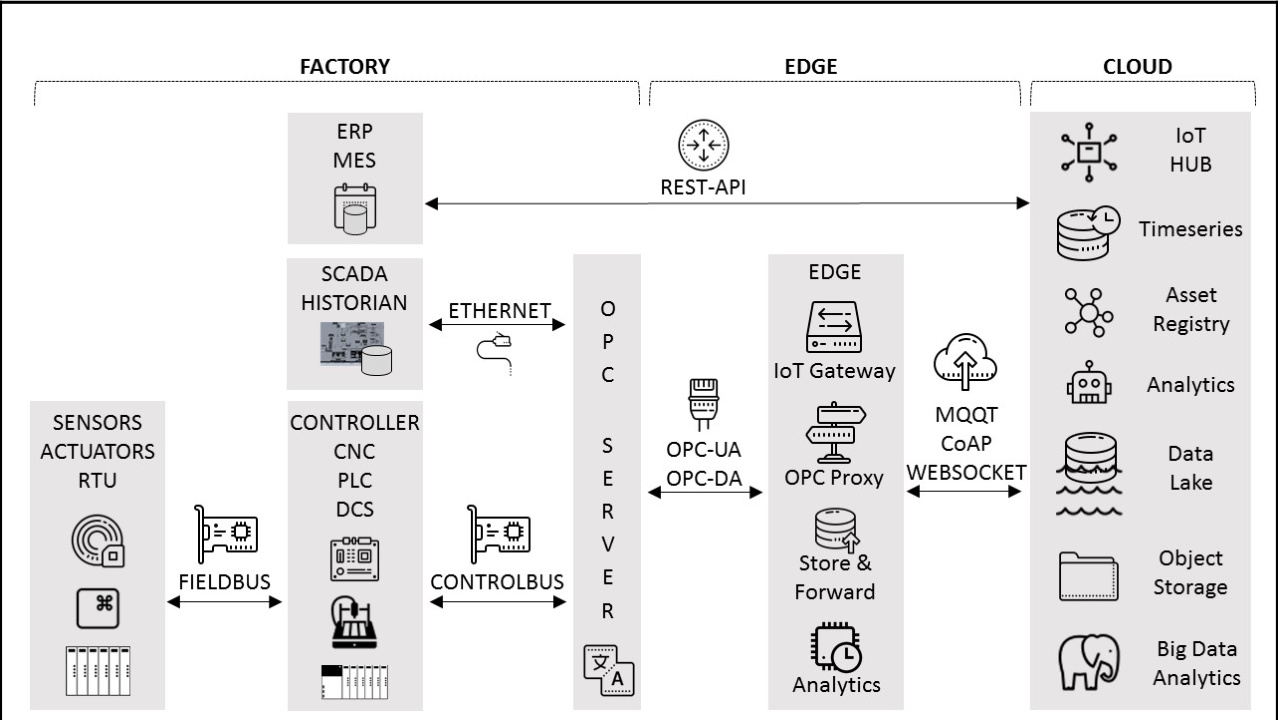 FACTORY
EDGE
CLOUD
ERP
MES
REST-API
IoT
HUB
Timeseries
SCADA
HISTORIAN
ETHERNET
OPC SERVER
EDGE
IoT Gateway
OPC Proxy
Store &
Forward
Analytics
Asset
Registry
Analytics
MQQT
CoAP
WEBSOCKET
OPC-UA
OPC-DA
Data
Lake
SENSORS
ACTUATORS
RTU
FIELDBUS
CONTROLLER
CNC
PLC
DCS
CONTROLBUS
文
A
Object
Storage
Big Data
Analytics